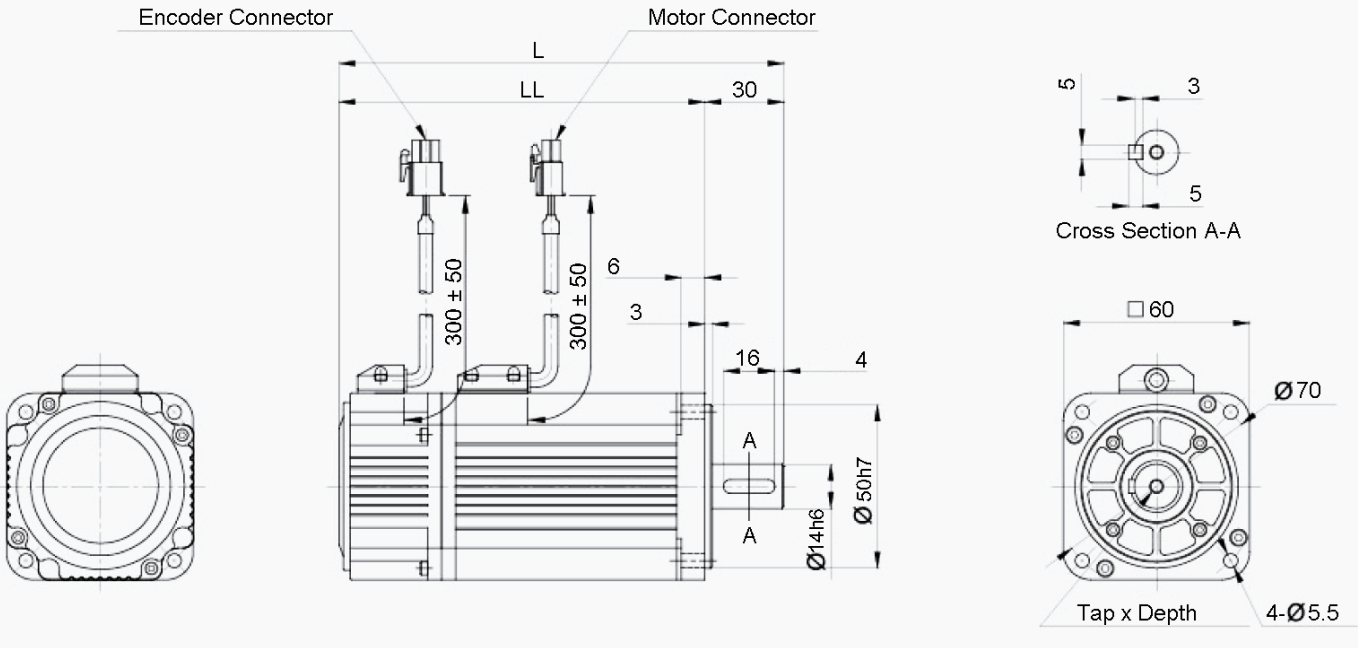 Encoder Connector
Motor Connector
L
LL
30
5
3
5
Cross Section A-A
300 ± 50
300 ± 50
6
3
16
4
□ 60
Ø70
A
A
Ø14h6
Ø50h7
Tap x Depth
4-Ø5.5